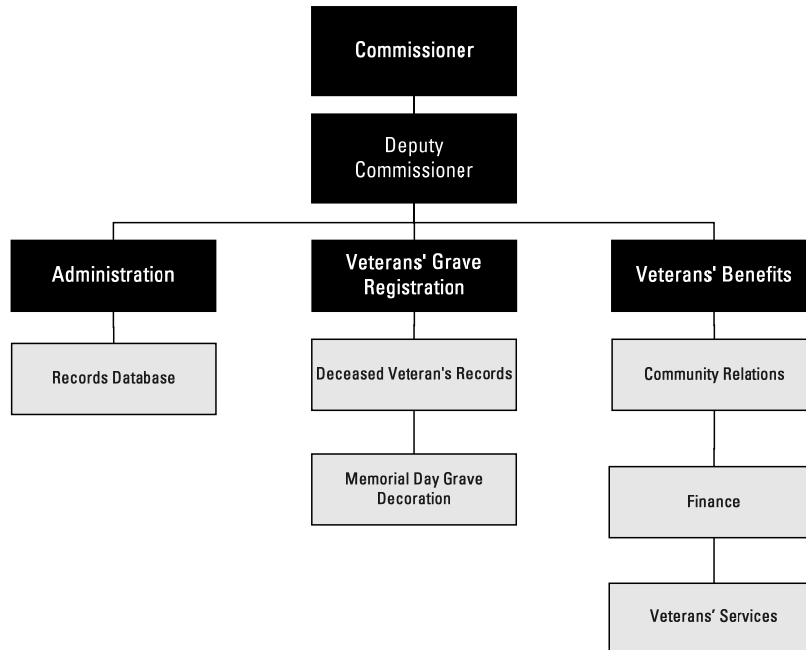 Commissioner
Deputy
Commissioner
Administration
Veterans' Grave
Registration
Veterans' Benefits
Records Database
Deceased Veteran's Records
Community Relations
Memorial Day Grave
Decoration
Finance
Veterans’ Services